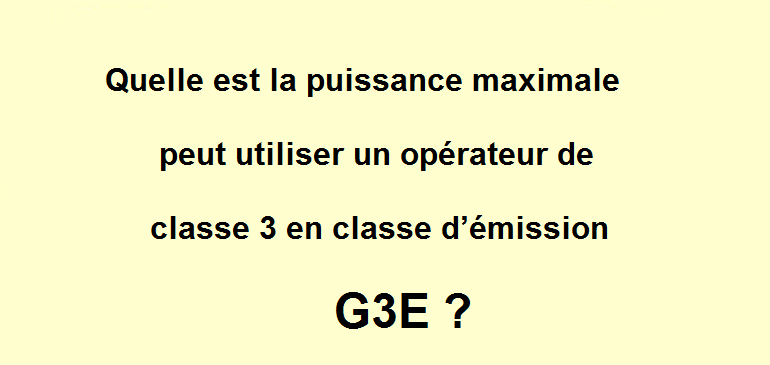 Quelle est la puissance maximale
peut utiliser un opérateur de
classe 3 en classe d’émission
G3E ?